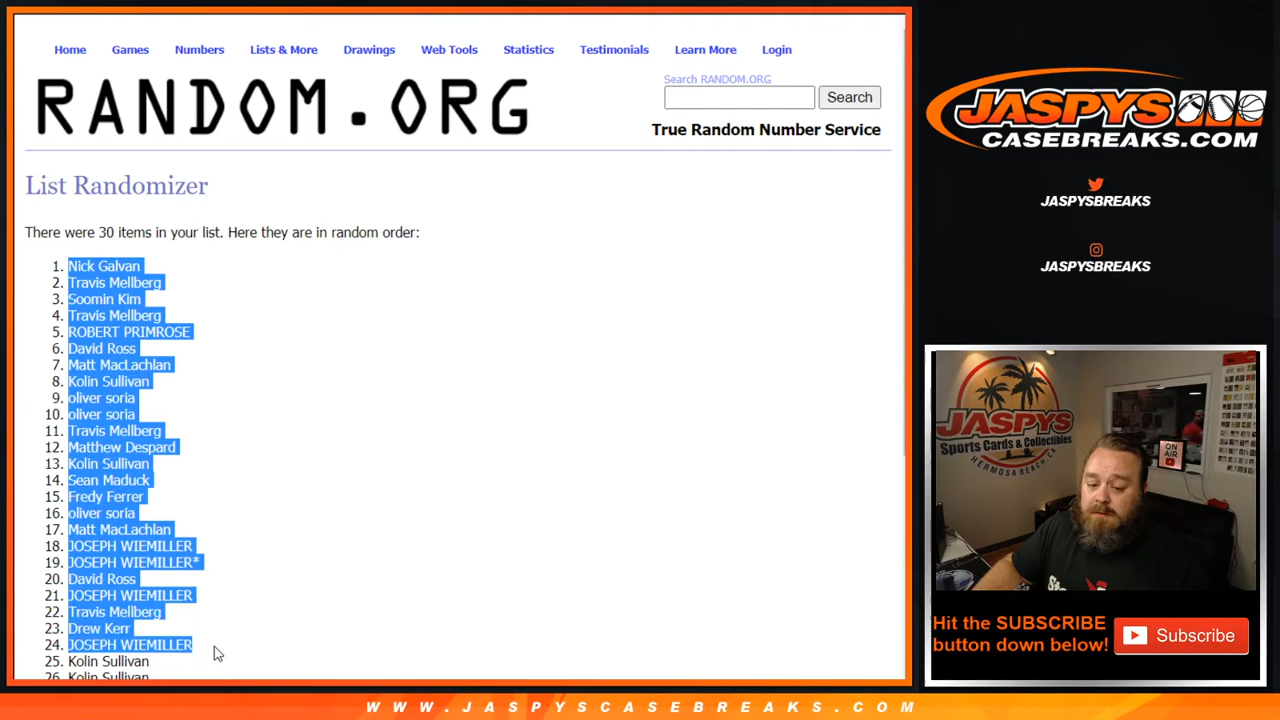 Home Games Numbers Lists & More Drawings Web Tools Statistics Testimonials Learn More Login
RANDOM.ORG
Search RANDOM.ORG
Search
True Random Number Service
List Randomizer
There were 30 items in your list. Here they are in random order:
1. Nick Galvan
2. Travis Mellberg
3. Soomin Kim
4. Travis Mellberg
5. ROBERT PRIMROSE
6. David Ross
7. Matt MacLachlan
8. Kolin Sullivan
9. oliver soria
10. oliver soria
11. Travis Mellberg
12. Matthew Despard
13. Kolin Sullivan
14. Sean Maduck
15. Fredy Ferrer
16. oliver soria
17. Matt MacLachlan
18. JOSEPH WIEMILLER
19. JOSEPH WIEMILLER*
20. David Ross
21. JOSEPH WIEMILLER
22. Travis Mellberg
23. Drew Kerr
24. JOSEPH WIEMILLER
25. Kolin Sullivan
26. Kolin Sullivan
JASPYS
CASEBREAKS.COM
JASPYSBREAKS
JASPYSBREAKS
JASPYS
Sports Cards & Collectibles
HERMOSA BEACH, CA
ON AIR
Hit the SUBSCRIBE
button down below!
Subscribe
WWW.JASPYSCASEBREAKS.COM